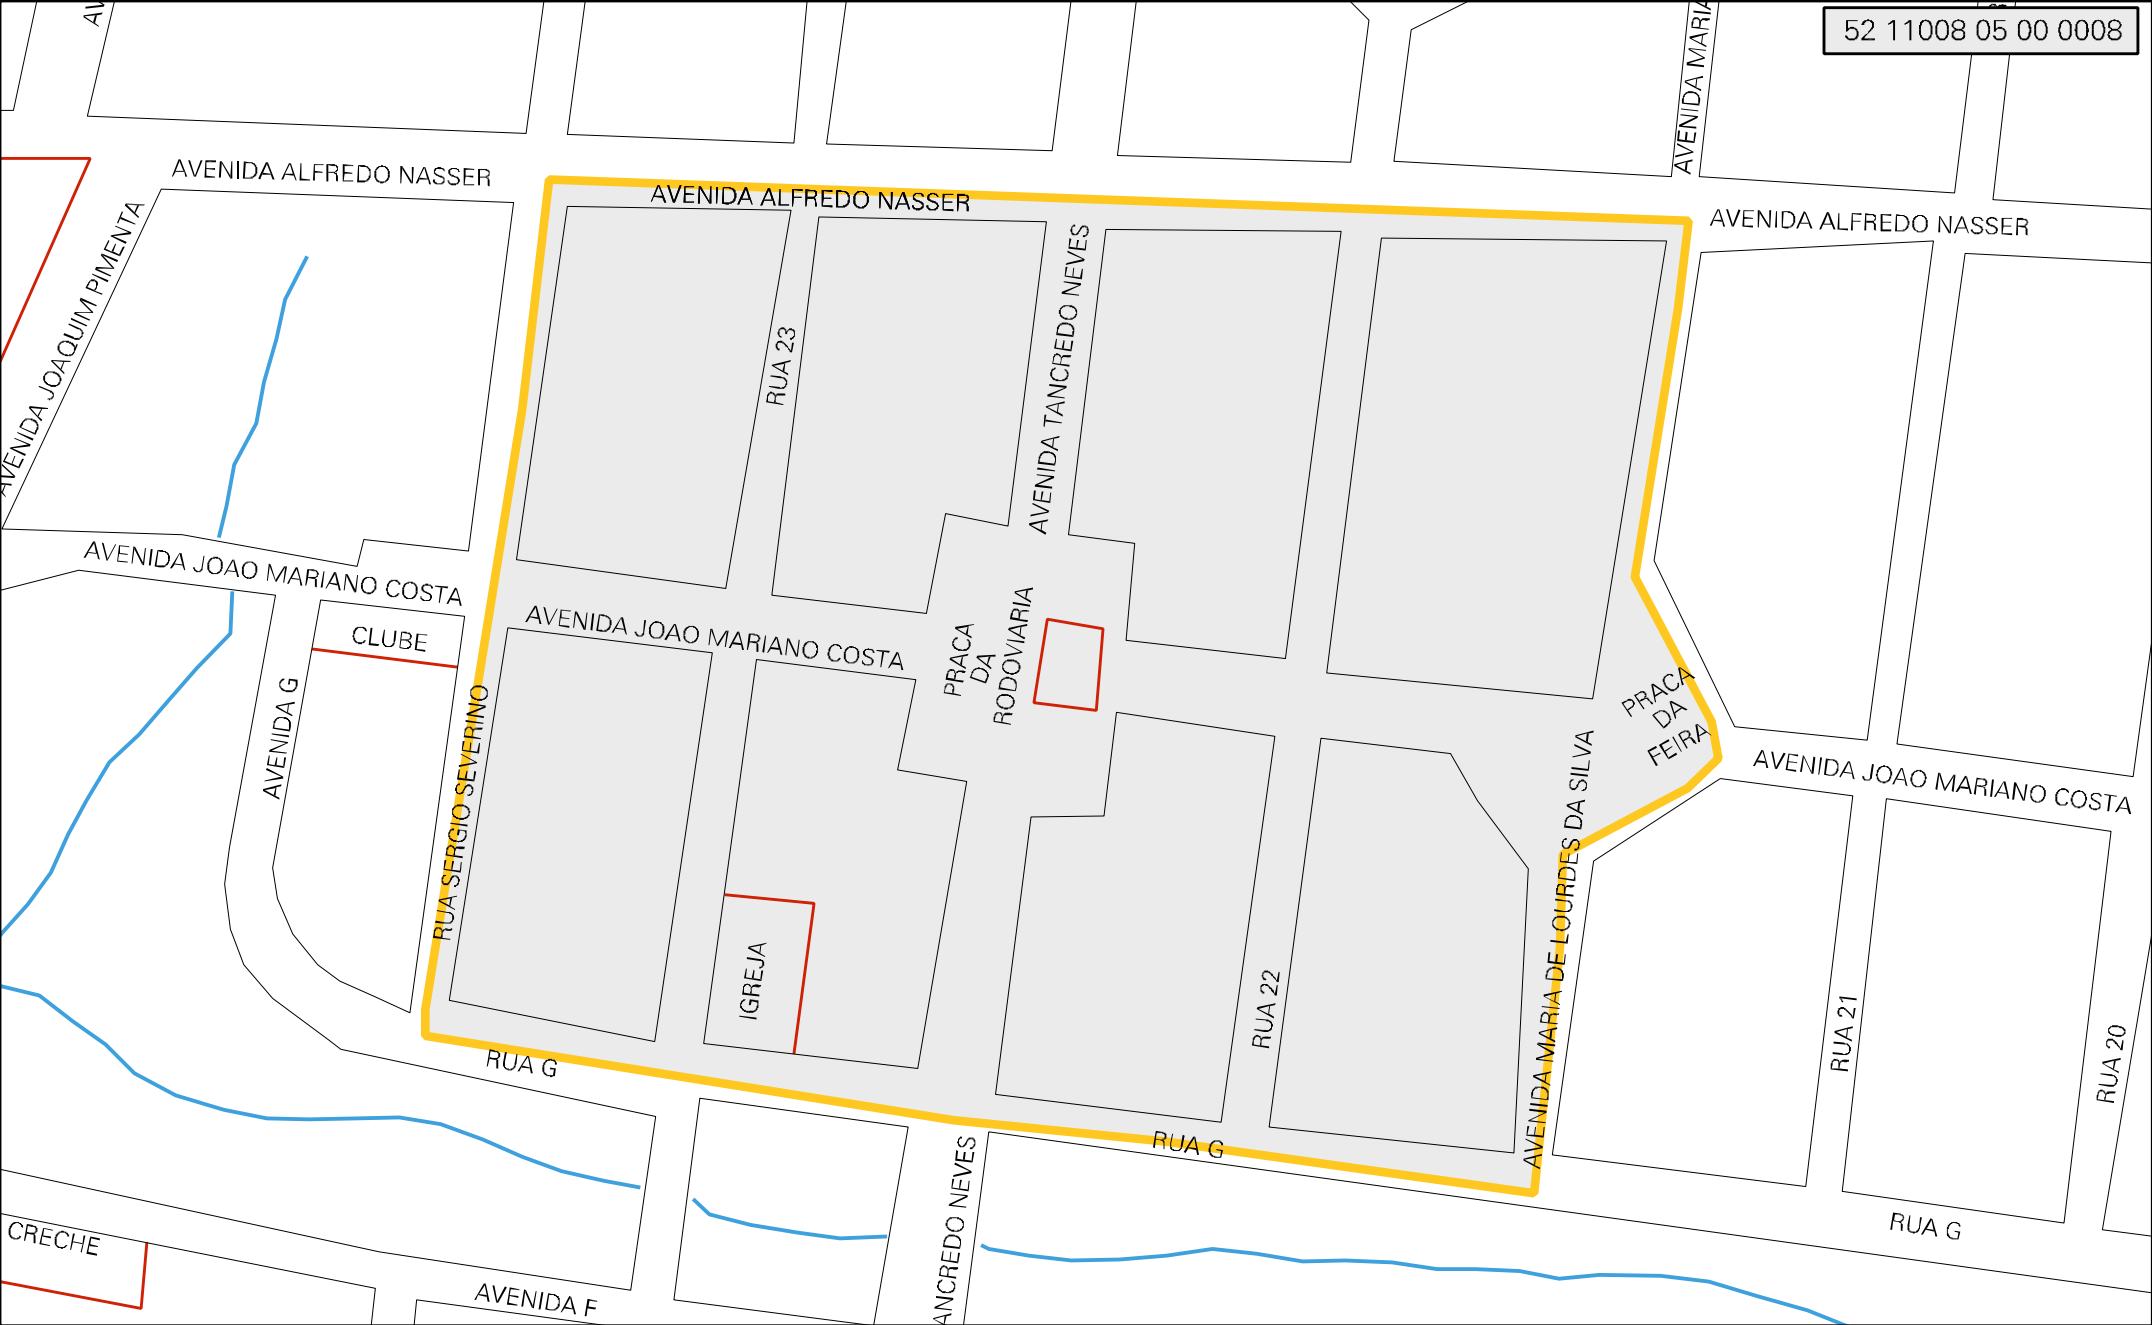 AV
AVENIDA MARIA
52 11008 05 00 0008
AVENIDA ALFREDO NASSER
AVENIDA ALFREDO NASSER
AVENIDA ALFREDO NASSER
AVENIDA JOAQUIM PIMENTA
RUA 23
AVENIDA TANCREDO NEVES
AVENIDA JOAO MARIANO COSTA
CLUBE
AVENIDA JOAO MARIANO COSTA
PRACA
DA
RODOVIARIA
PRACA
DA
FEIRA
AVENIDA G
RUA SERGIO SEVERINO
AVENIDA MARIA DE LOURDES DA SILVA
AVENIDA JOAO MARIANO COSTA
IGREJA
RUA 22
RUA 21
RUA 20
RUA G
RUA G
RUA G
ANCREDO NEVES
CRECHE
AVENIDA F